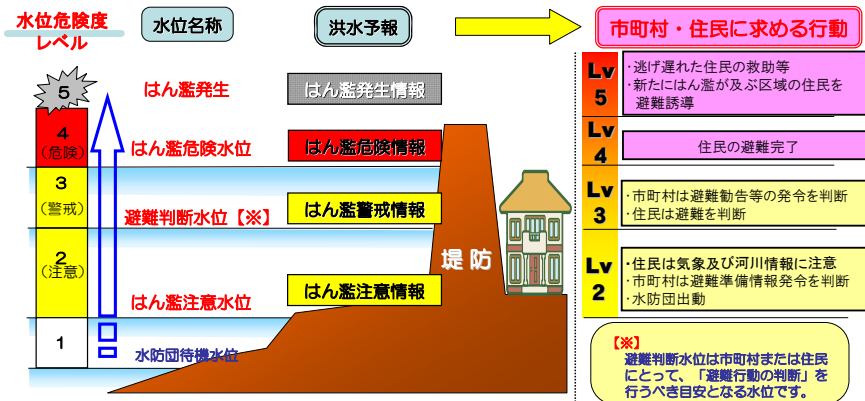 水位危険度
レベル
水位名称
洪水予報
市町村・住民に求める行動
5
はん濫発生
はん濫発生情報
Lv
5
・逃げ遅れた住民の救助等
・新たにはん濫が及ぶ区域の住民を
避難誘導
4
(危険)
はん濫危険水位
はん濫危険情報
Lv
4
住民の避難完了
3
(警戒)
避難判断水位【※】
はん濫警戒情報
Lv
3
・市町村は避難勧告等の発令を判断
・住民は避難を判断
2
(注意)
はん濫注意水位
はん濫注意情報
堤防
Lv
2
・住民は気象及び河川情報に注意
・市町村は避難準備情報発令を判断
・水防団出動
1
水防団待機水位
【※】
避難判断水位は市町村または住民
にとって、「避難行動の判断」を
行うべき目安となる水位です。